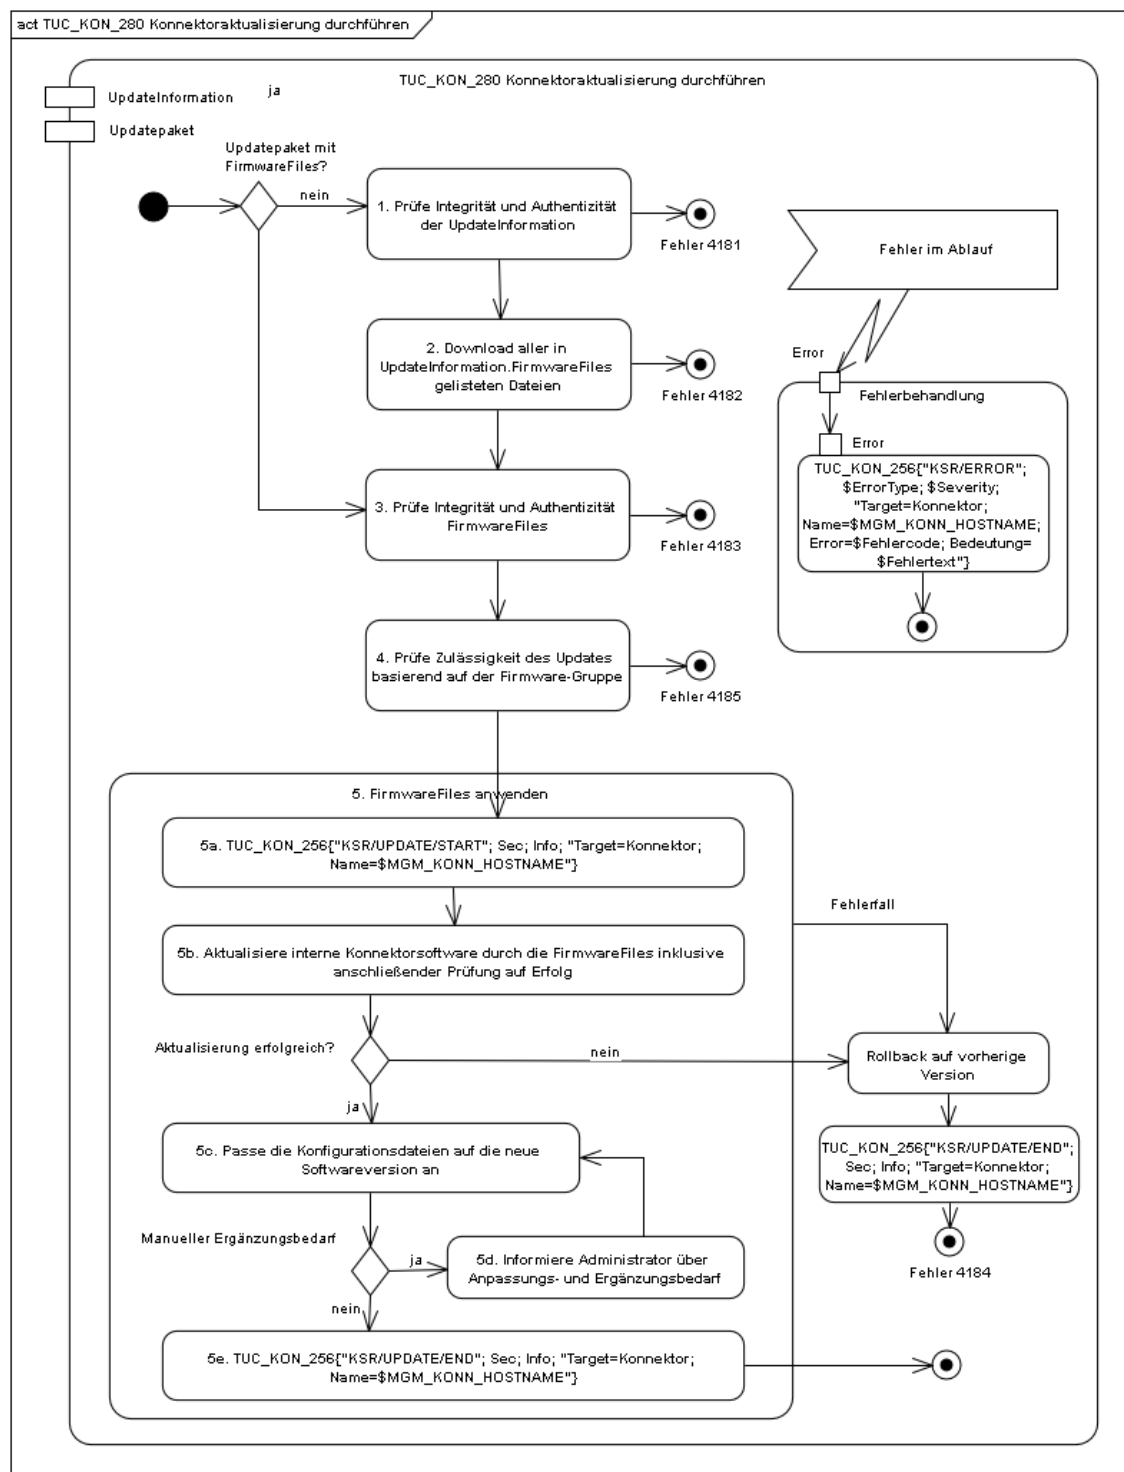 act TUC_KON_280 Konnektoraktualisierung durchführen
TUC_KON_280 Konnektoraktualisierung durchführen
UpdateInformation
ja
Updatepaket
Updatepaket mit
FirmwareFiles?
nein
1. Prüfe Integrität und Authentizität
der UpdateInformation
Fehler 4181
Fehler im Ablauf
2. Download aller in
UpdateInformation.FirmwareFiles
gelisteten Dateien
Fehler 4182
Error
Fehlerbehandlung
Error
TUC_KON_256{"KSR/ERROR";
$ErrorType; $Severity;
"Target=Konnektor;
Name=$MGM_KONN_HOSTNAME;
Error=$Fehlercode; Bedeutung=
$Fehlertext"}
3. Prüfe Integrität und Authentizität
FirmwareFiles
Fehler 4183
4. Prüfe Zulässigkeit des Updates
basierend auf der Firmware-Gruppe
Fehler 4185
5. FirmwareFiles anwenden
5a. TUC_KON_256{"KSR/UPDATE/START"; Sec; Info; "Target=Konnektor;
Name=$MGM_KONN_HOSTNAME"}
Fehlerfall
5b. Aktualisiere interne Konnektorsoftware durch die FirmwareFiles inklusive
anschließender Prüfung auf Erfolg
Aktualisierung erfolgreich?
nein
Rollback auf vorherige
Version
ja
5c. Passe die Konfigurationsdateien auf die neue
Softwareversion an
TUC_KON_256{"KSR/UPDATE/END";
Sec; Info; "Target=Konnektor;
Name=$MGM_KONN_HOSTNAME"}
Manueller Ergänzungsbedarf
ja
5d. Informiere Administrator über
Anpassungs- und Ergänzungsbedarf
Fehler 4184
nein
5e. TUC_KON_256{"KSR/UPDATE/END"; Sec; Info; "Target=Konnektor;
Name=$MGM_KONN_HOSTNAME"}